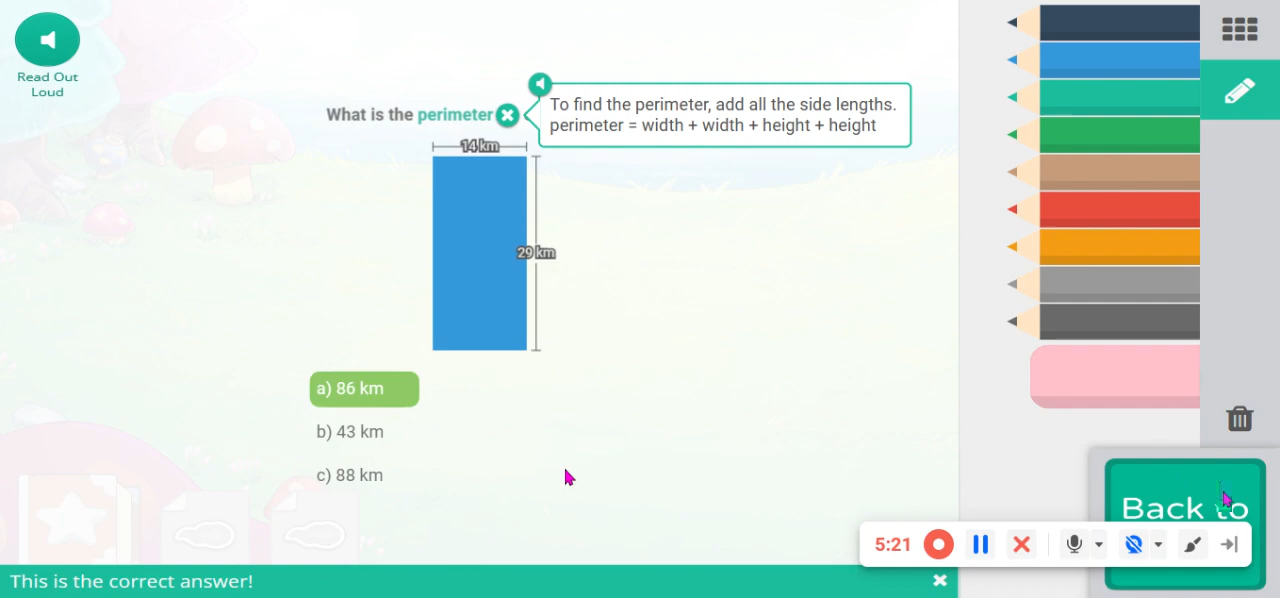 Read Out
Loud
What is the perimeter
To find the perimeter, add all the side lengths.
perimeter = width + width + height + height
14 km
29 km
a) 86 km
b) 43 km
c) 88 km
Back to
5:21
This is the correct answer!